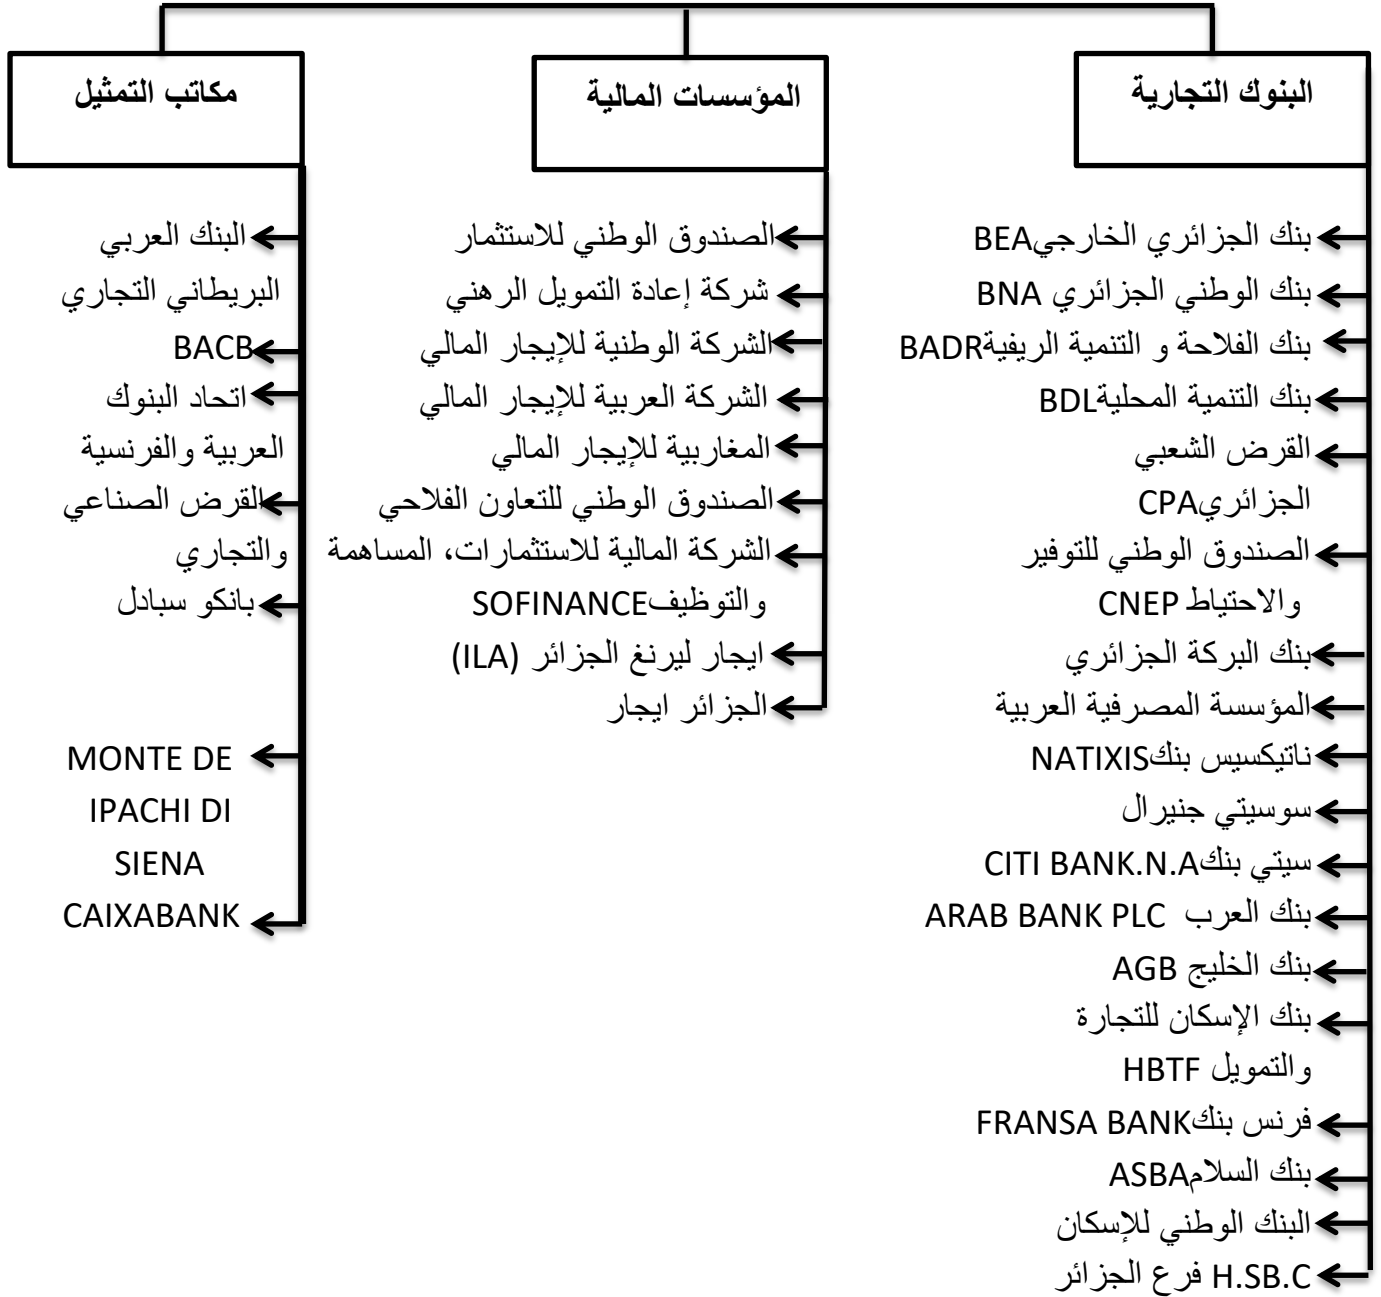 البنوك التجارية
بنك الجزائري الخارجيBEA
بنك الوطني الجزائري BNA
بنك الفلاحة و التنمية الريفيةBADR
بنك التنمية المحليةBDL
القرض الشعبي
الجزائريCPA
الصندوق الوطني للتوفير
والاحتياط CNEP
بنك البركة الجزائري
المؤسسة المصرفية العربية
ناتيكسيس بنكNATIXIS
سوسيتي جنيرال
سيتي بنكCITI BANK.N.A
بنك العرب ARAB BANK PLC
بنك الخليج AGB
بنك الإسكان للتجارة
والتمويل HBTF
فرنس بنكFRANSA BANK
بنك السلامASBA
البنك الوطني للإسكان
H.SB.C فرع الجزائر
المؤسسات المالية
الصندوق الوطني للاستثمار
شركة إعادة التمويل الرهني
الشركة الوطنية للإيجار المالي
الشركة العربية للإيجار المالي
المغاربية للإيجار المالي
الصندوق الوطني للتعاون الفلاحي
الشركة المالية للاستثمارات، المساهمة
والتوظيفSOFINANCE
ايجار ليرنغ الجزائر (ILA)
الجزائر ايجار
مكاتب التمثيل
البنك العربي
البريطاني التجاري
BACB
اتحاد البنوك
العربية والفرنسية
القرض الصناعي
والتجاري
بانكو سبادل
MONTE DE
IPACHI DI
SIENA
CAIXABANK